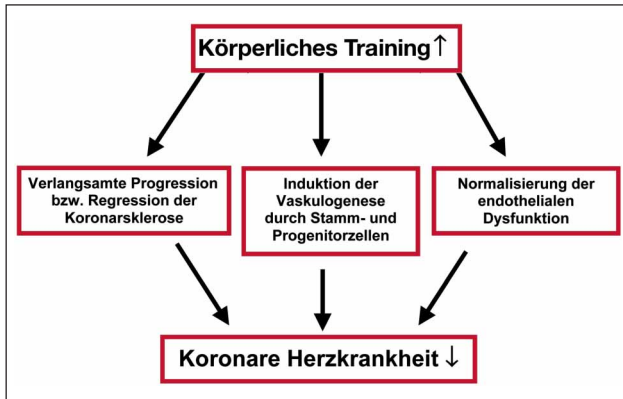 Körperliches Training ↑
Verlangsamte Progression
bzw. Regression der
Koronarsklerose
Induktion der
Vaskulogenese
durch Stamm- und
Progenitorzellen
Normalisierung der
endothelialen
Dysfunktion
Koronare Herzkrankheit ↓